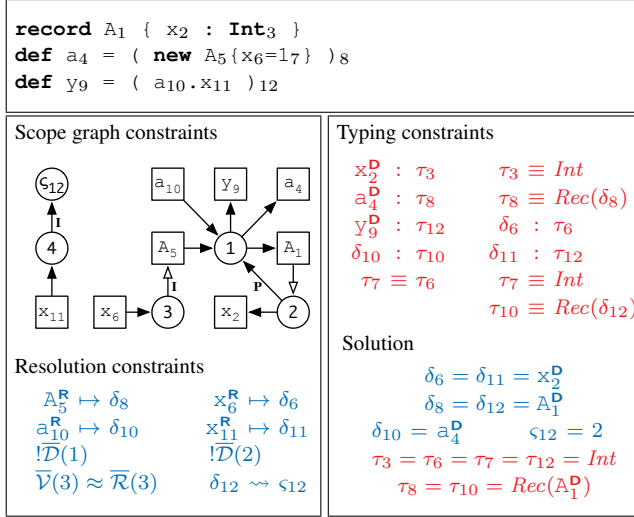 record A₁ { x₂ : Int₃ }
def a₄ = ( new A₅{x₆=1₇} )₈
def y₉ = ( a₁₀.x₁₁ )₁₂
Scope graph constraints
ς₁₂ a₁₀ y₉ a₄
I
4 A₅ 1 A₁
I P
x₁₁ x₆ 3 x₂ 2
Resolution constraints
A₅ᴿ ↦ δ₈ x₆ᴿ ↦ δ₆
a₁₀ᴿ ↦ δ₁₀ x₁₁ᴿ ↦ δ₁₁
!D̅(1) !D̅(2)
V̅(3) ≈ R̅(3) δ₁₂ ⇝ ς₁₂
Typing constraints
x₂ᴰ : τ₃ τ₃ ≡ Int
a₄ᴰ : τ₈ τ₈ ≡ Rec(δ₈)
y₉ᴰ : τ₁₂ δ₆ : τ₆
δ₁₀ : τ₁₀ δ₁₁ : τ₁₂
τ₇ ≡ τ₆ τ₇ ≡ Int
τ₁₀ ≡ Rec(δ₁₂)
Solution
δ₆ = δ₁₁ = x₂ᴰ
δ₈ = δ₁₂ = A₁ᴰ
δ₁₀ = a₄ᴰ ς₁₂ = 2
τ₃ = τ₆ = τ₇ = τ₁₂ = Int
τ₈ = τ₁₀ = Rec(A₁ᴰ)